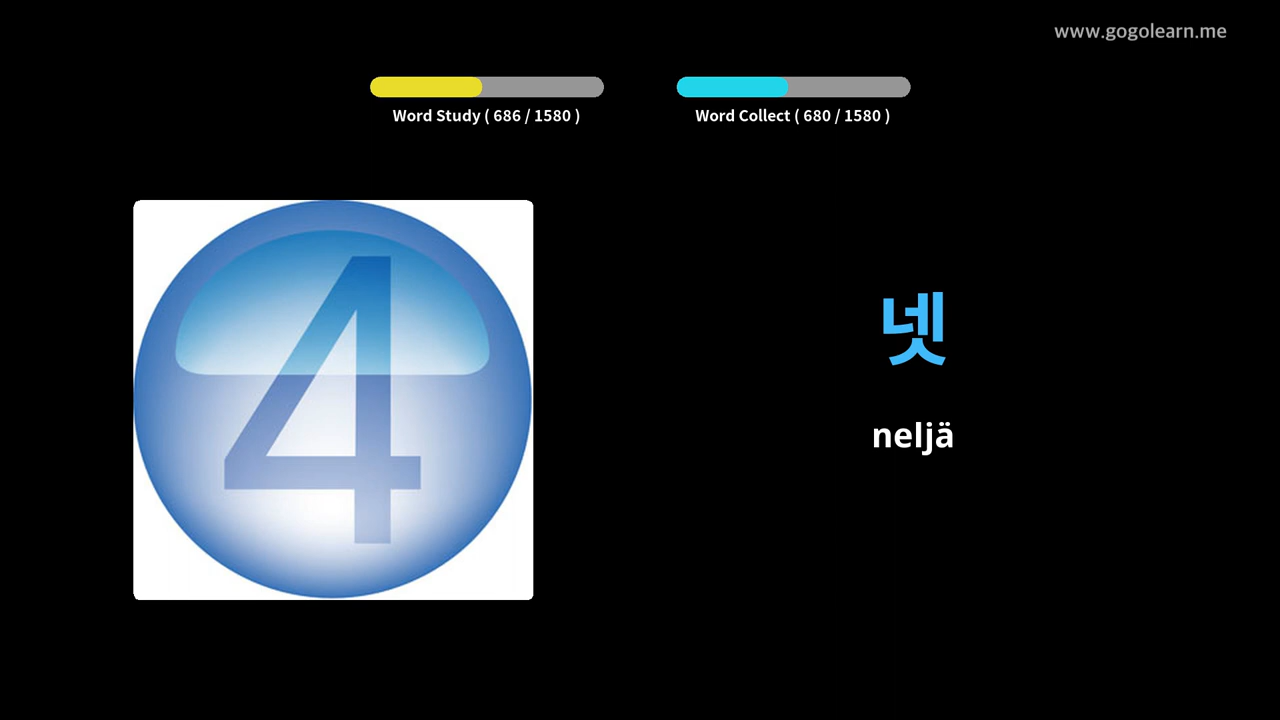 www.gogolearn.me
Word Study ( 686 / 1580 )
Word Collect ( 680 / 1580 )
4
넷
neljä